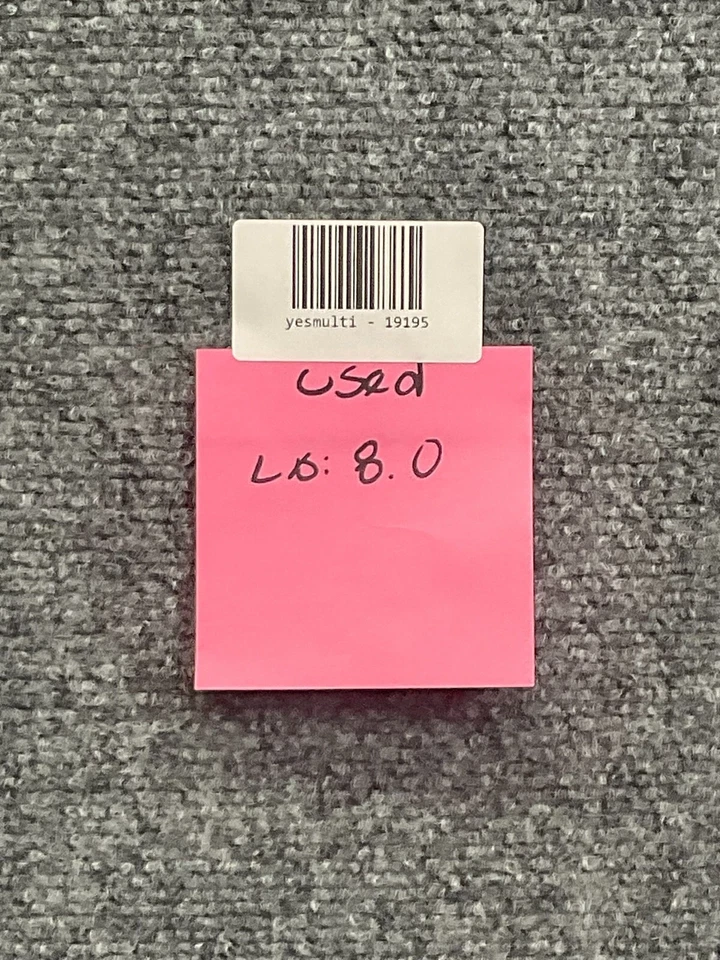 yesmulti - 19195
used
LB: 8.0